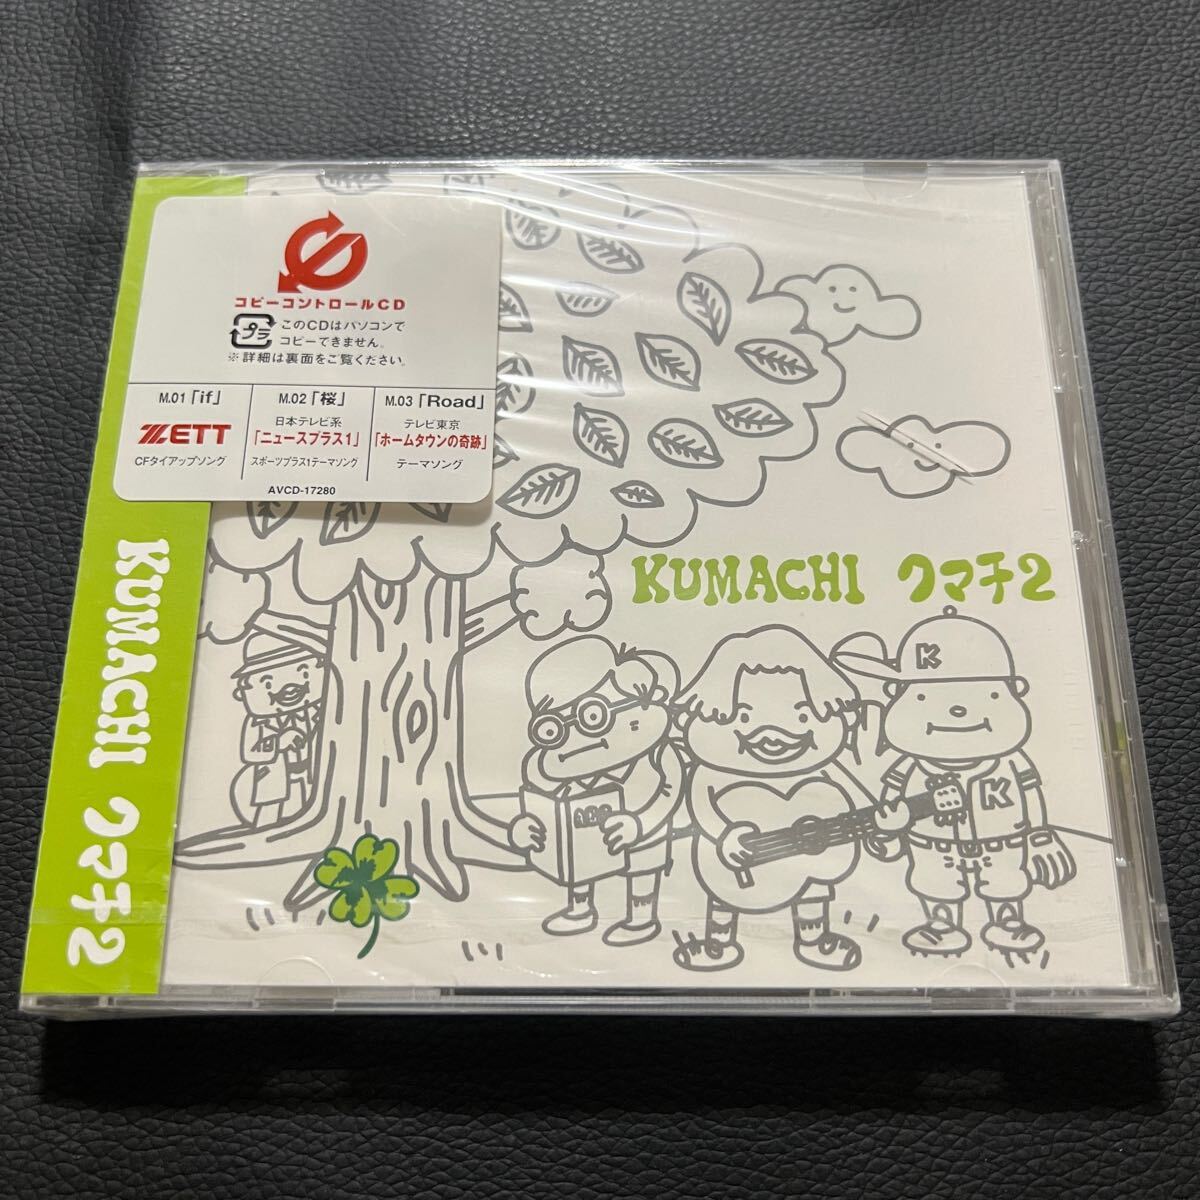 コピーコントロールCD
プラ
このCDはパソコンで
コピーできません。
※詳細は裏面をご覧ください。
M.01「if」
ZETT
CFタイアップソング
M.02「桜」
日本テレビ系
「ニュースプラス1」
スポーツプラス1テーマソング
M.03「Road」
テレビ東京
「ホームタウンの奇跡」
テーマソング
AVCD-17280
KUMACHI クマチ2
KUMACHI クマチ2
K
K